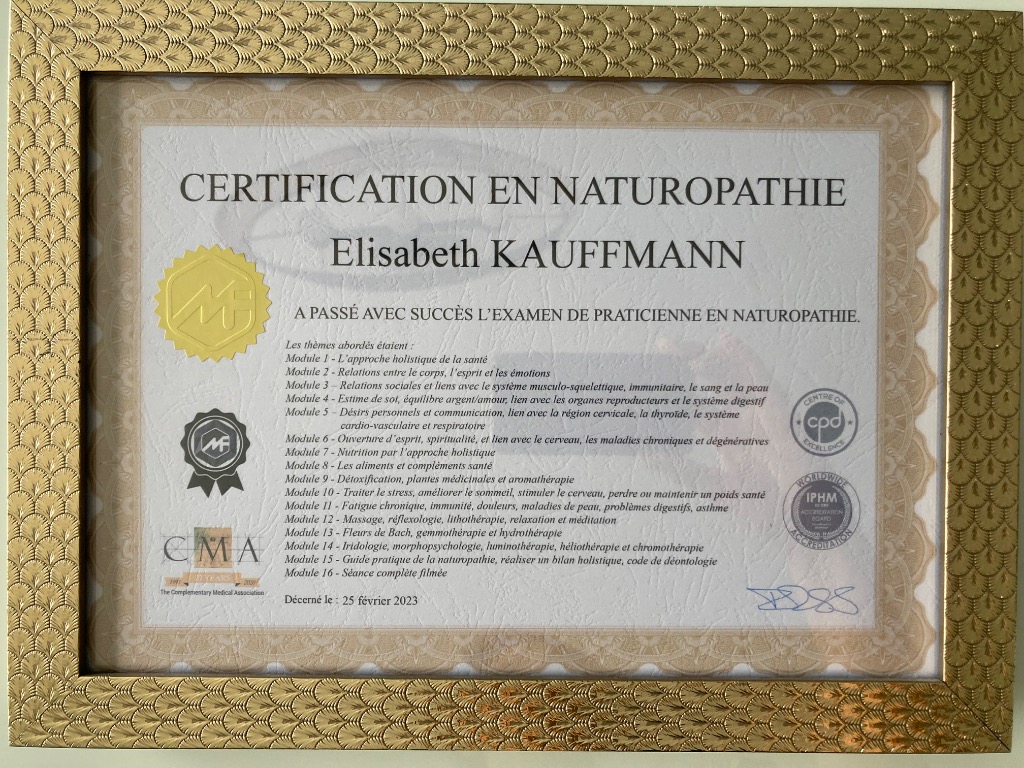 CERTIFICATION EN NATUROPATHIE
Elisabeth KAUFFMANN
A PASSÉ AVEC SUCCÈS L'EXAMEN DE PRATICIENNE EN NATUROPATHIE.
Les thèmes abordés étaient :
Module 1 - L'approche holistique de la santé
Module 2 - Relations entre le corps, l'esprit et les émotions
Module 3 – Relations sociales et liens avec le système musculo-squelettique, immunitaire, le sang et la peau
Module 4 - Estime de soi, équilibre argent/amour, lien avec les organes reproducteurs et le système digestif
Module 5 – Désirs personnels et communication, lien avec la région cervicale, la thyroïde, le système
cardio-vasculaire et respiratoire
Module 6 - Ouverture d'esprit, spiritualité, et lien avec le cerveau, les maladies chroniques et dégénératives
Module 7 - Nutrition par l'approche holistique
Module 8 - Les aliments et compléments santé
Module 9 - Détoxification, plantes médicinales et aromathérapie
Module 10 - Traiter le stress, améliorer le sommeil, stimuler le cerveau, perdre ou maintenir un poids santé
Module 11 - Fatigue chronique, immunité, douleurs, maladies de peau, problèmes digestifs, asthme
Module 12 - Massage, réflexologie, lithothérapie, relaxation et méditation
Module 13 - Fleurs de Bach, gemmothérapie et hydrothérapie
Module 14 - Iridologie, morphopsychologie, luminothérapie, héliothérapie et chromothérapie
Module 15 - Guide pratique de la naturopathie, réaliser un bilan holistique, code de déontologie
Module 16 - Séance complète filmée
Décerné le : 25 février 2023
CMA
The Complementary Medical Association
CENTRE OF
cpd
EXCELLENCE
WORLDWIDE
IPHM
ACCREDITATION
BOARD
ACCREDITATION